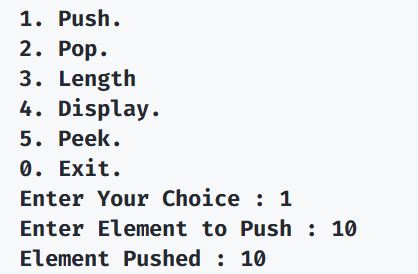 1. Push.
2. Pop.
3. Length
4. Display.
5. Peek.
0. Exit.
Enter Your Choice : 1
Enter Element to Push : 10
Element Pushed : 10